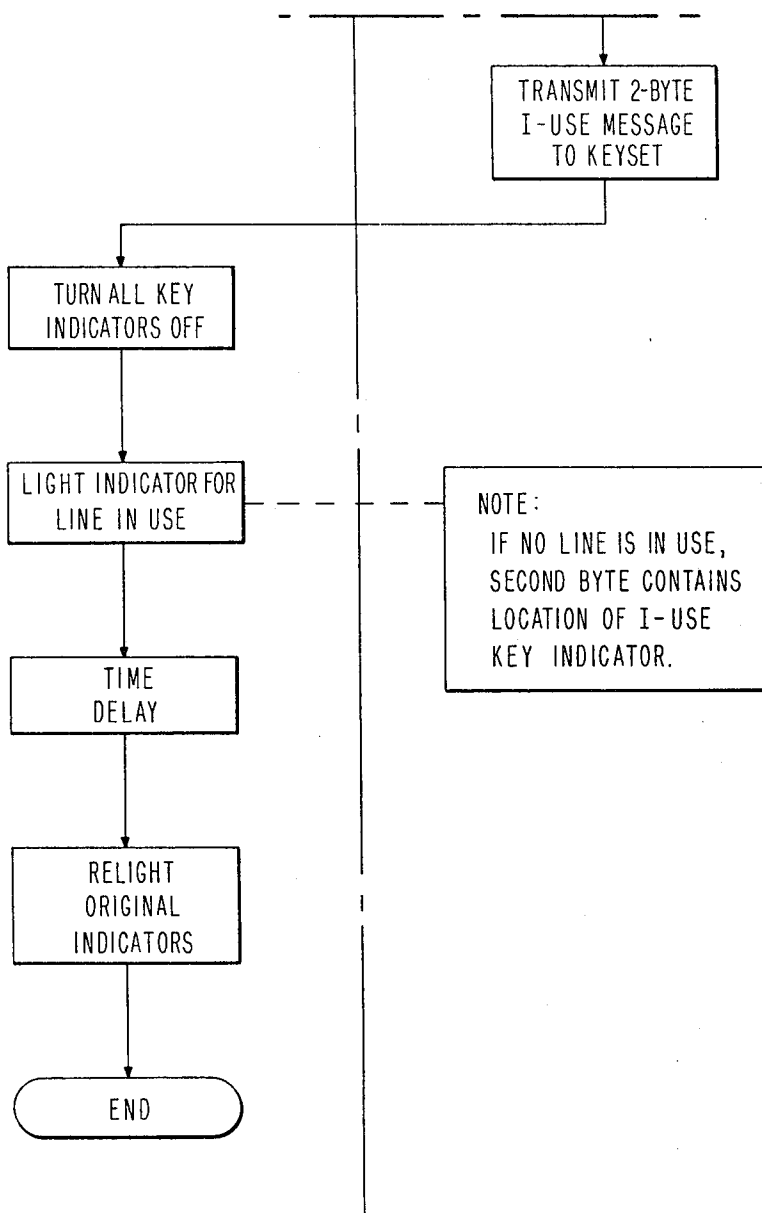 TRANSMIT 2-BYTE
I-USE MESSAGE
TO KEYSET
TURN ALL KEY
INDICATORS OFF
LIGHT INDICATOR FOR
LINE IN USE
NOTE:
IF NO LINE IS IN USE,
SECOND BYTE CONTAINS
LOCATION OF I-USE
KEY INDICATOR.
TIME
DELAY
RELIGHT
ORIGINAL
INDICATORS
END